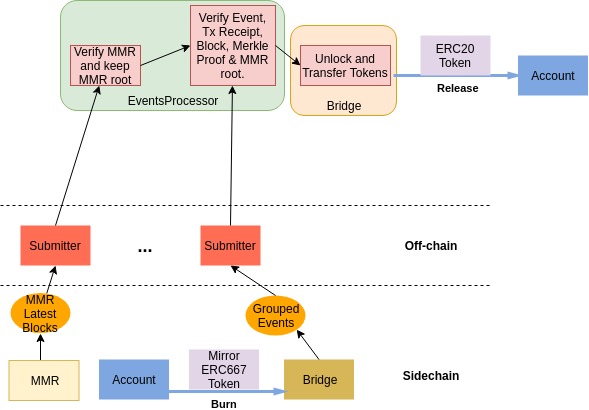 Verify MMR
and keep
MMR root
Verify Event,
Tx Receipt,
Block, Merkle
Proof & MMR
root.
EventsProcessor
Unlock and
Transfer Tokens
Bridge
ERC20
Token
Release
Account
Submitter
...
Submitter
Off-chain
MMR
Latest
Blocks
Grouped
Events
MMR
Account
Mirror
ERC667
Token
Burn
Bridge
Sidechain